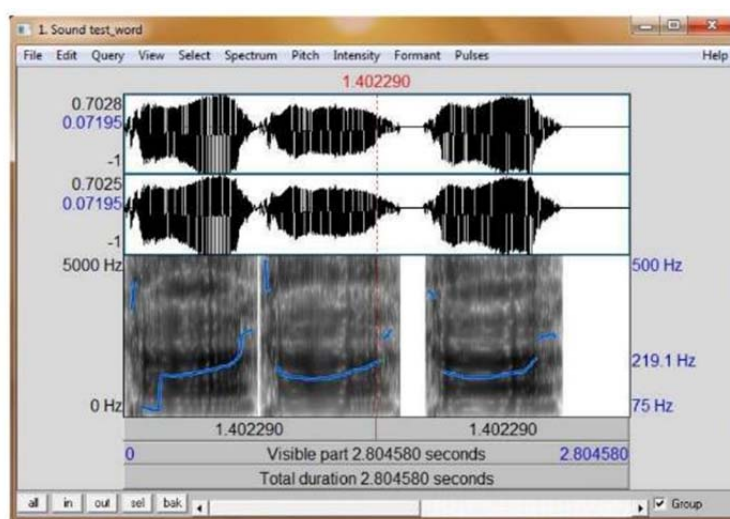 1. Sound test_word
File Edit Query View Select Spectrum Pitch Intensity Formant Pulses Help
1.402290
0.7028
0.07195
-1
0.7025
0.07195
-1
5000 Hz 500 Hz
219.1 Hz
0 Hz 75 Hz
1.402290 1.402290
0 Visible part 2.804580 seconds 2.804580
Total duration 2.804580 seconds
all in out sel bak Group